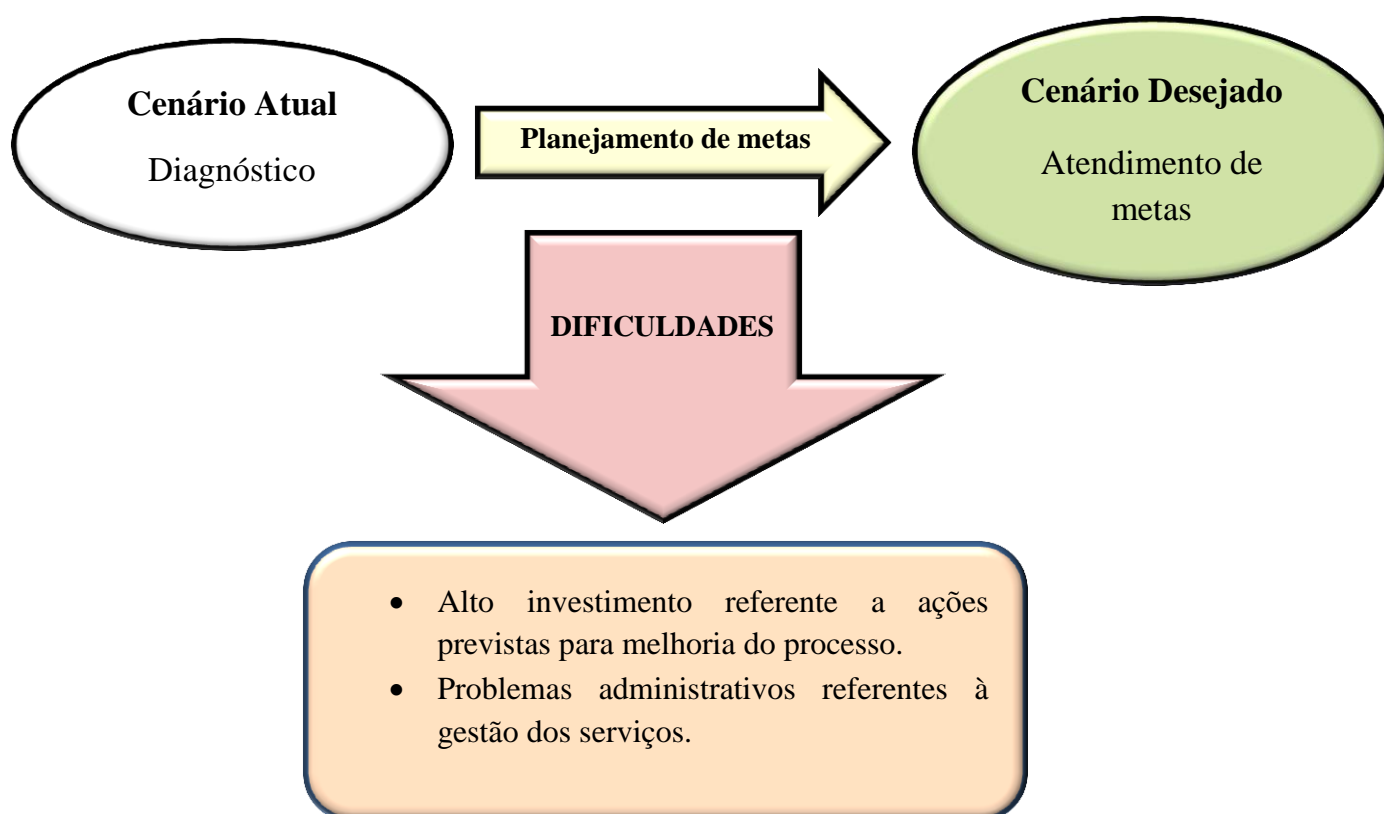 Cenário Atual
Diagnóstico
Planejamento de metas
Cenário Desejado
Atendimento de
metas
DIFICULDADES
• Alto investimento referente a ações
previstas para melhoria do processo.
• Problemas administrativos referentes à
gestão dos serviços.